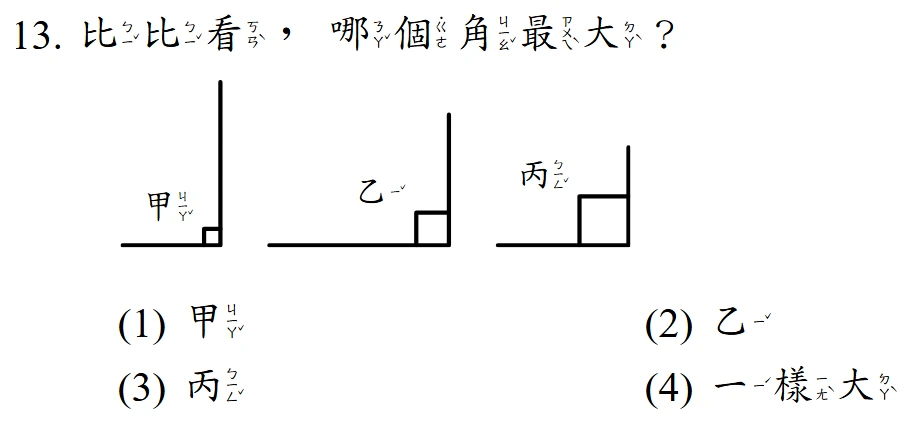 13. 比ㄅㄧˇ比ㄅㄧˇ看ㄎㄢˋ， 哪ㄋㄚˇ個˙ㄍㄜ角ㄐㄧㄠˇ最ㄗㄨㄟˋ大ㄉㄚˋ？
甲ㄐㄧㄚˇ 乙ㄧˇ 丙ㄅㄧㄥˇ
(1) 甲ㄐㄧㄚˇ (2) 乙ㄧˇ
(3) 丙ㄅㄧㄥˇ (4) 一ㄧˊ樣ㄧㄤˋ大ㄉㄚˋ